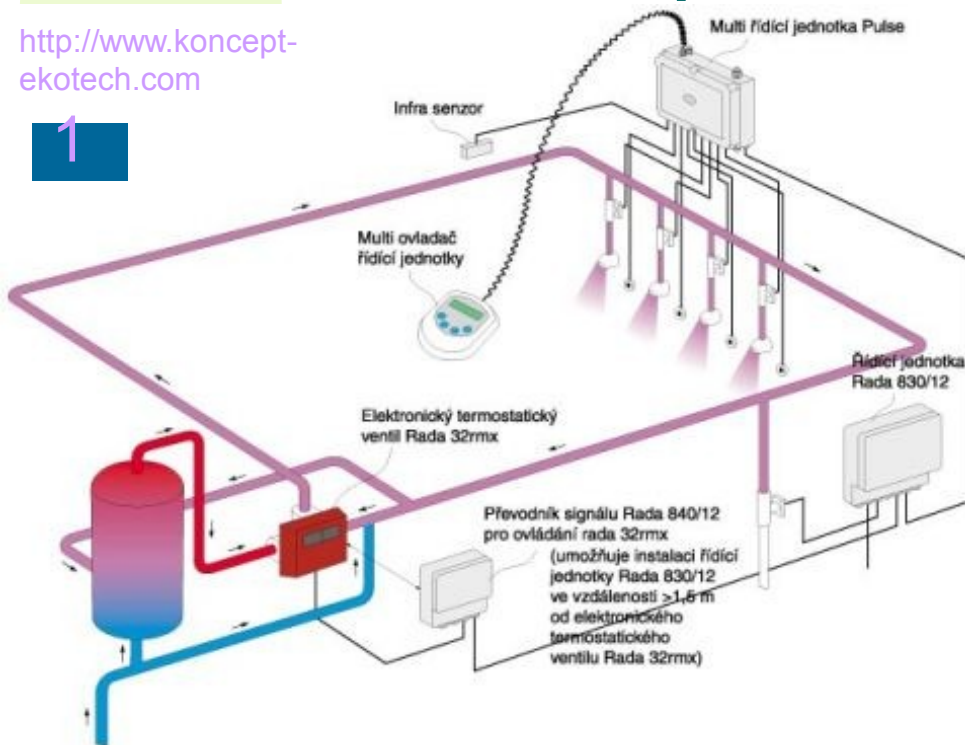 http://www.koncept-
ekotech.com
1
Multi řídící jednotka Pulse
Infra senzor
Multi ovladač
řídící jednotky
Řídící jednotka
Rada 830/12
Elektronický termostatický
ventil Rada 32rmx
Převodník signálu Rada 840/12
pro ovládání rada 32rmx
(umožňuje instalaci řídící
jednotky Rada 830/12
ve vzdálenosti >1,5 m
od elektronického
termostatického
ventilu Rada 32rmx)